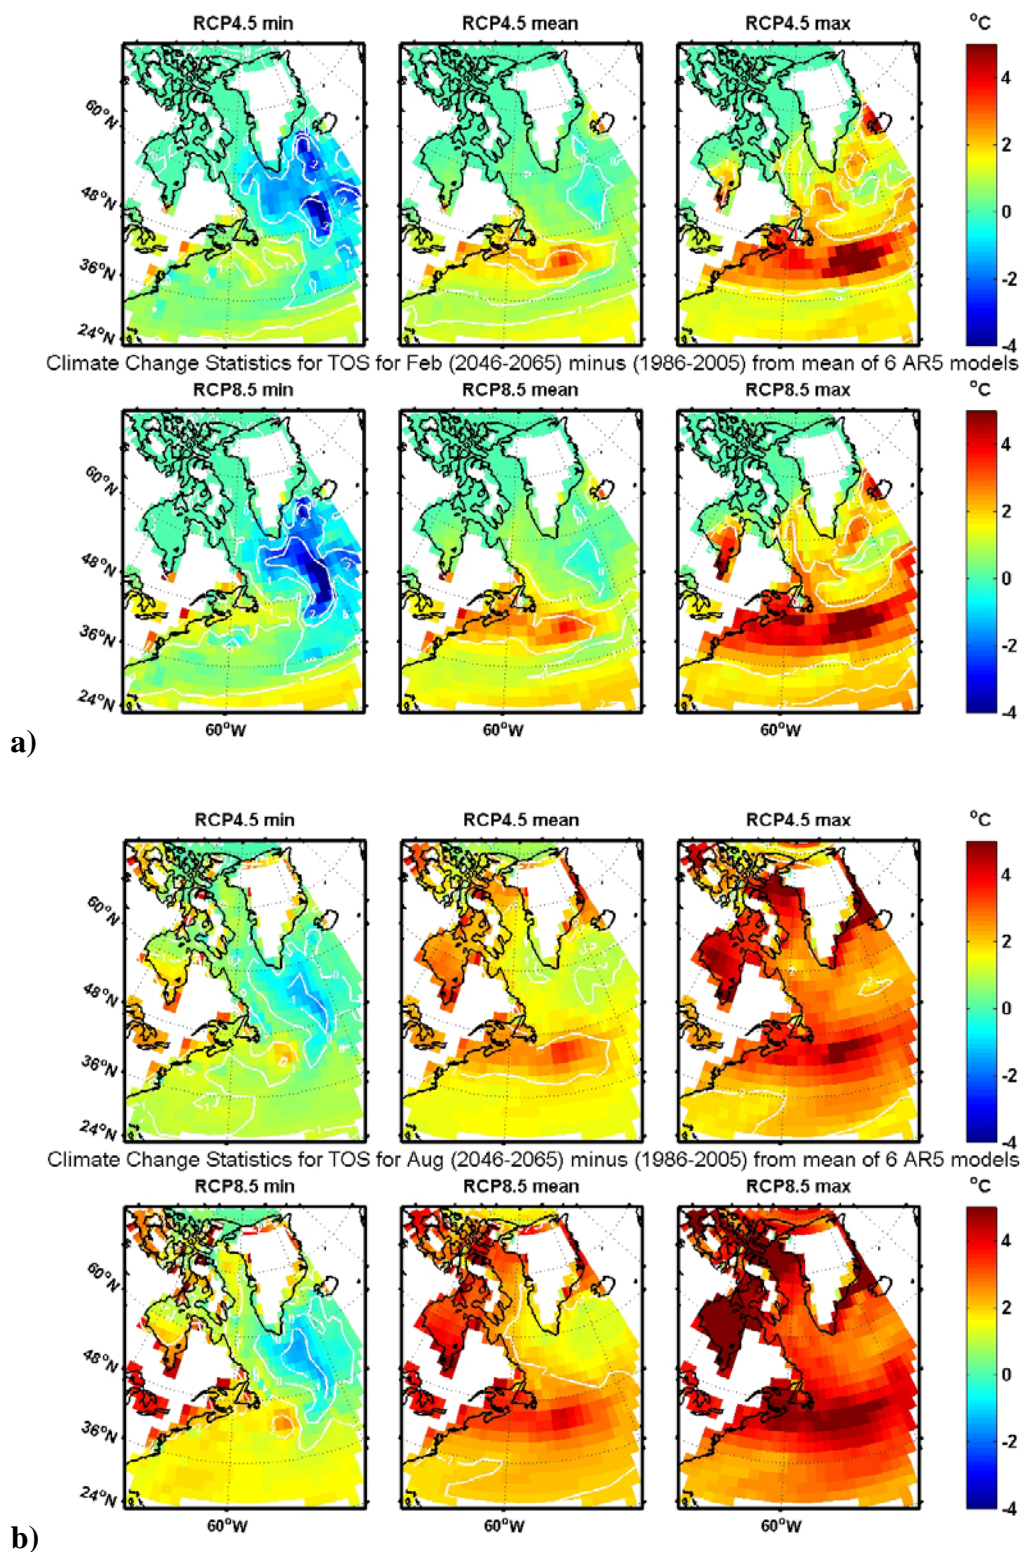 RCP4.5 min RCP4.5 mean RCP4.5 max °C
60°N
48°N
36°N
24°N
4
2
0
-2
-4
Climate Change Statistics for TOS for Feb (2046-2065) minus (1986-2005) from mean of 6 AR5 models
RCP8.5 min RCP8.5 mean RCP8.5 max °C
60°N
48°N
36°N
24°N
4
2
0
-2
-4
60°W 60°W 60°W
a)
RCP4.5 min RCP4.5 mean RCP4.5 max °C
60°N
48°N
36°N
24°N
4
2
0
-2
-4
Climate Change Statistics for TOS for Aug (2046-2065) minus (1986-2005) from mean of 6 AR5 models
RCP8.5 min RCP8.5 mean RCP8.5 max °C
60°N
48°N
36°N
24°N
4
2
0
-2
-4
60°W 60°W 60°W
b)